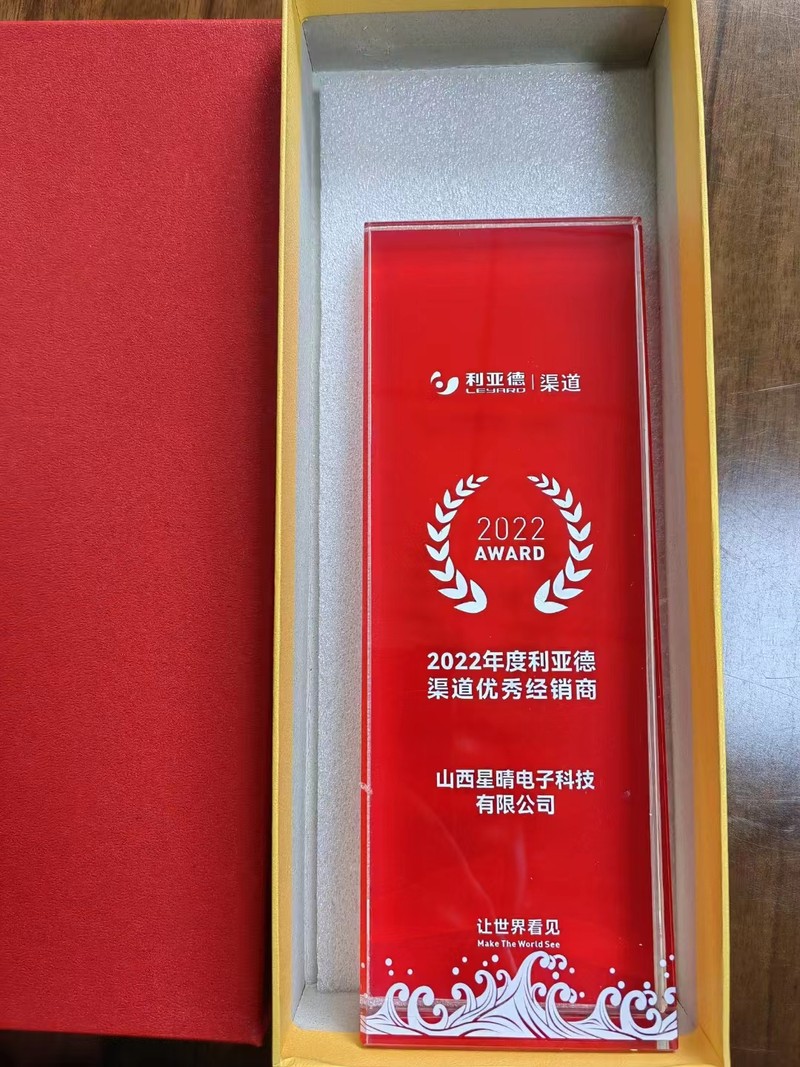 利亚德 | 渠道
LEYARD
2022
AWARD
2022年度利亚德
渠道优秀经销商
山西星晴电子科技
有限公司
让世界看见
Make The World See